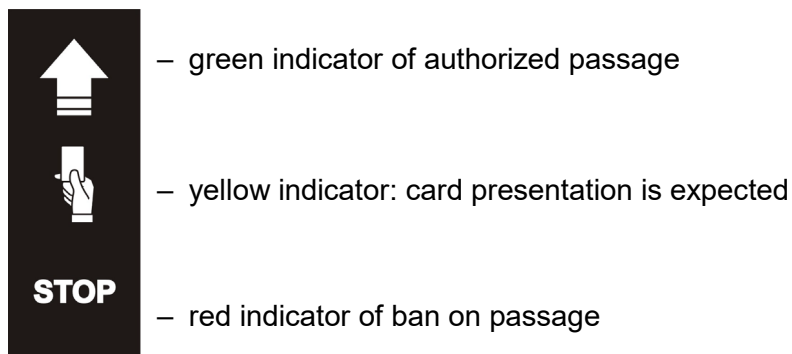 – green indicator of authorized passage
– yellow indicator: card presentation is expected
STOP
– red indicator of ban on passage